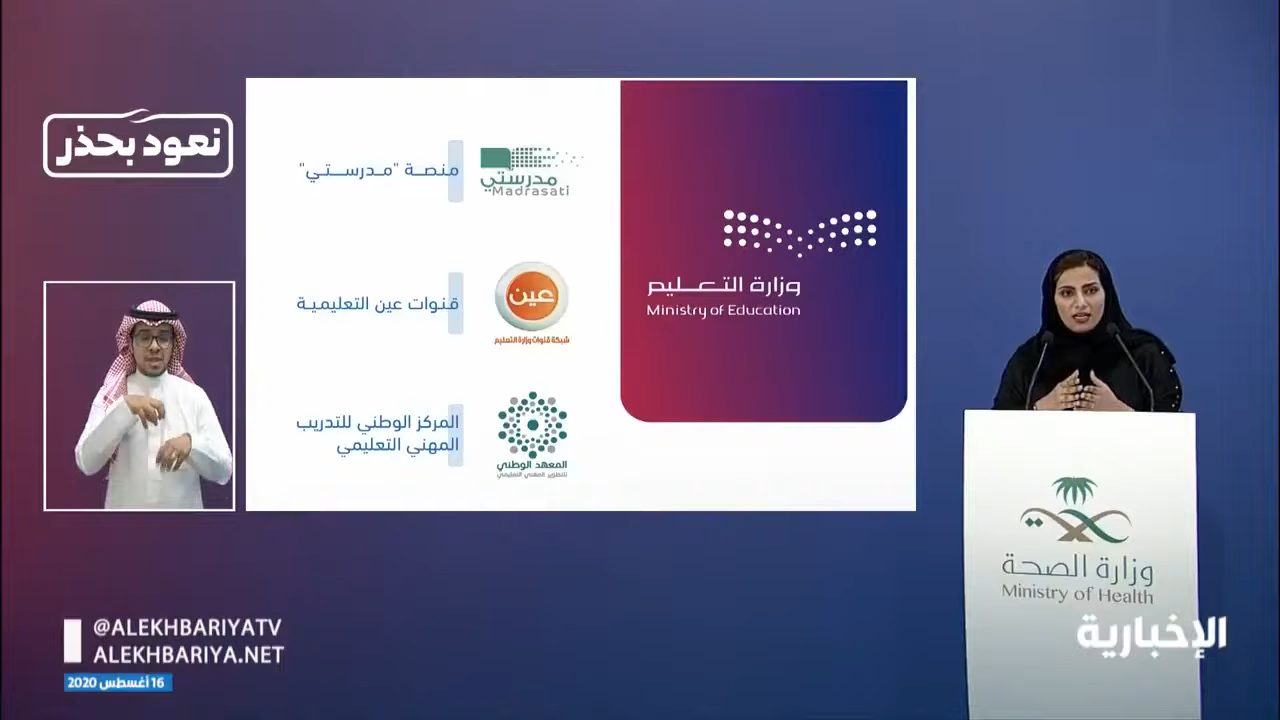 نعود بحذر
منصة "مدرستي"
مدرستي
Madrasati
قنوات عين التعليمية
عين
شبكة قنوات وزارة التعليم
المركز الوطني للتدريب
المهني التعليمي
المعهد الوطني
للتطوير المهني التعليمي
وزارة التعليم
Ministry of Education
وزارة الصحة
Ministry of Health
الإخبارية
@ALEKHBARIYATV
ALEKHBARIYA.NET
16 أغسطس 2020